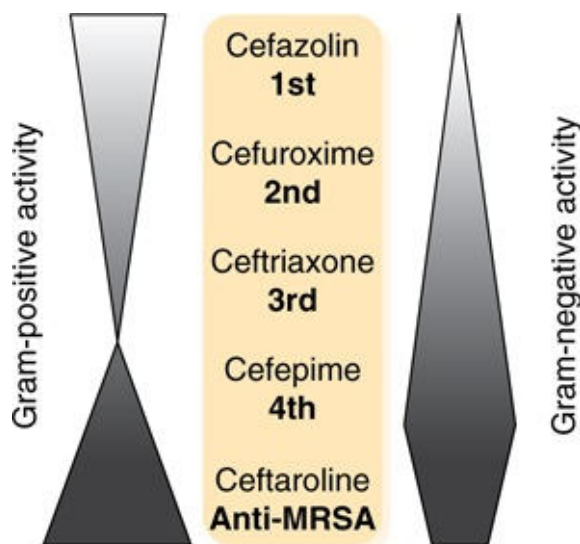 Gram-positive activity
Cefazolin
1st
Cefuroxime
2nd
Ceftriaxone
3rd
Cefepime
4th
Ceftaroline
Anti-MRSA
Gram-negative activity